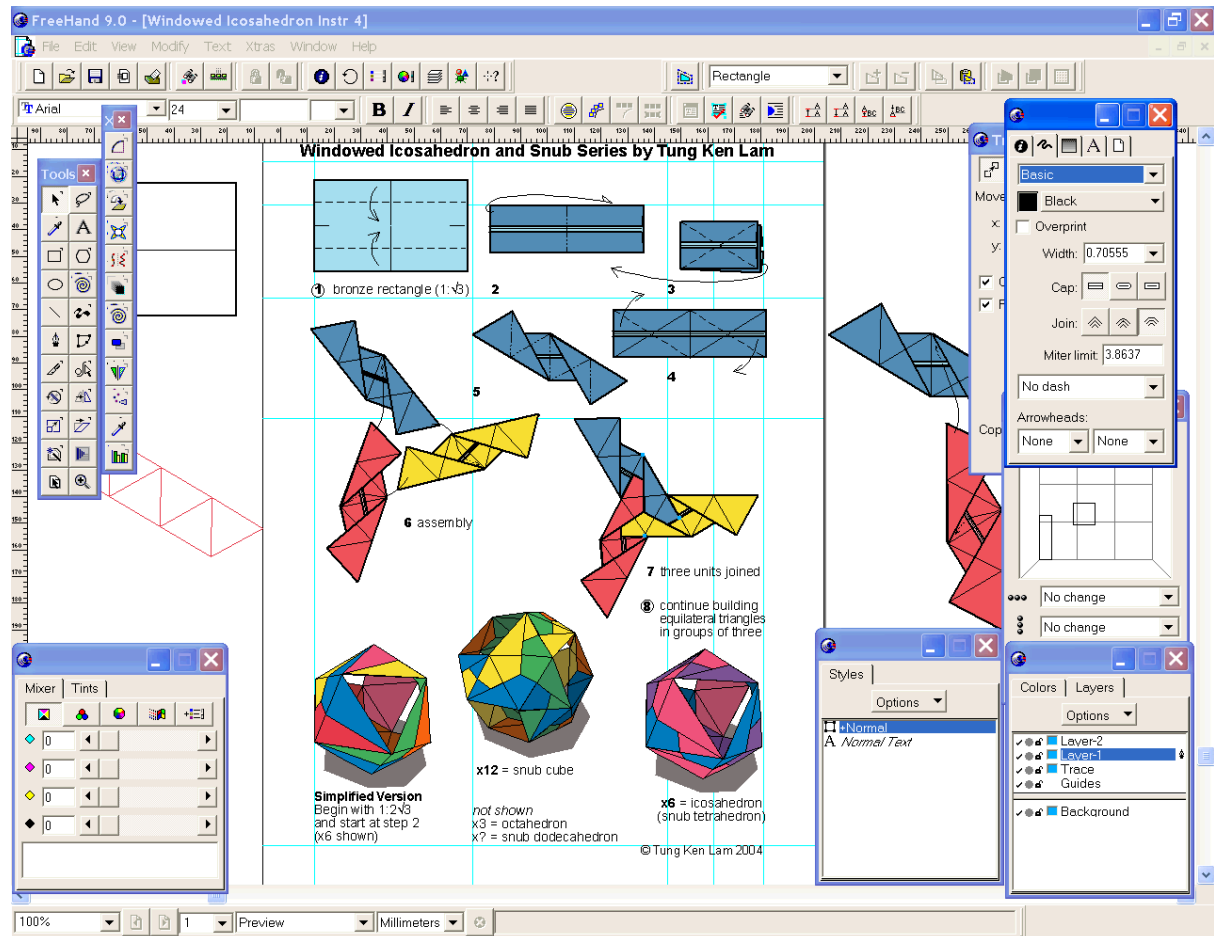 FreeHand 9.0 - [Windowed Icosahedron Instr 4]
File Edit View Modify Text Xtras Window Help
Rectangle
Arial 24
Tools
Windowed Icosahedron and Snub Series by Tung Ken Lam
1 bronze rectangle (1:√3)
2
3
4
5
6 assembly
7 three units joined
8 continue building
equilateral triangles
in groups of three
x12 = snub cube
Simplified Version
Begin with 1:2√3
and start at step 2
(x6 shown)
not shown
x3 = octahedron
x? = snub dodecahedron
x6 = icosahedron
(snub tetrahedron)
© Tung Ken Lam 2004
Move
x:
y:
Cop
Basic
Black
Overprint
Width: 0.70555
Cap:
Join:
Miter limit: 3.8637
No dash
Arrowheads:
None None
No change
No change
Mixer Tints
0
0
0
0
Styles
Options
+Normal
A Normal Text
Colors Layers
Options
Layer-2
Layer-1
Trace
Guides
Background
100% 1 Preview Millimeters